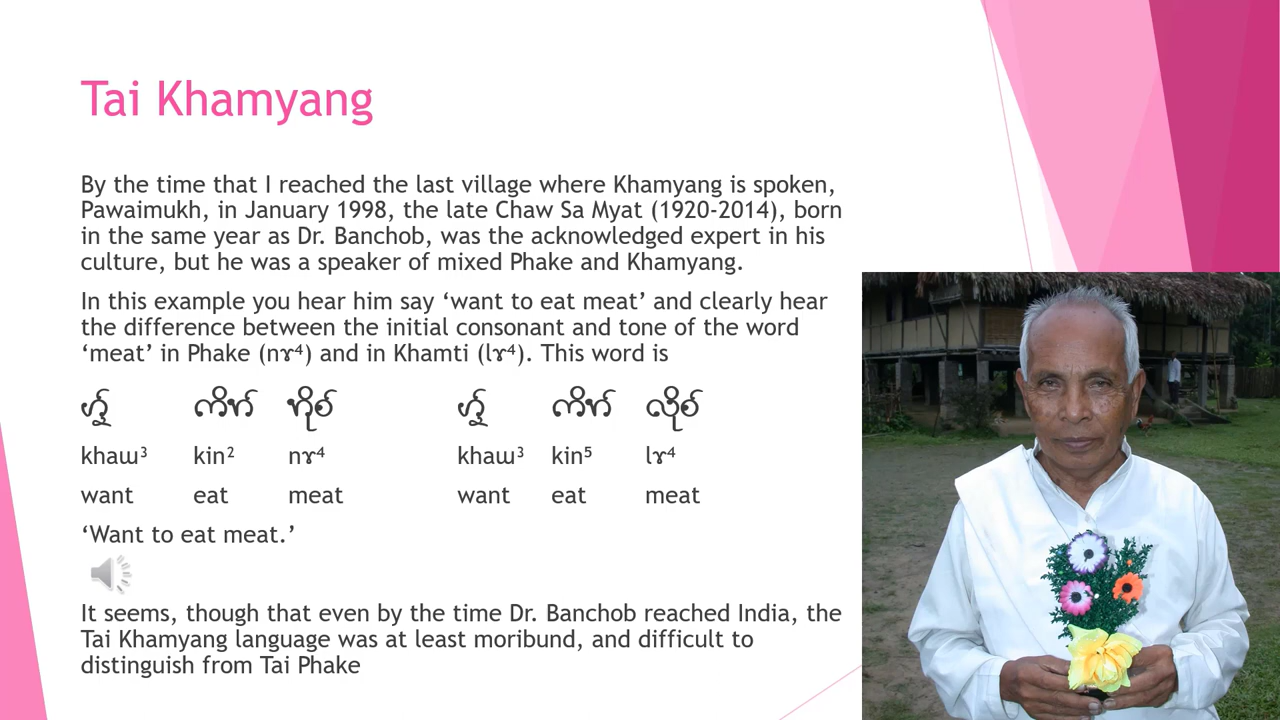 Tai Khamyang
By the time that I reached the last village where Khamyang is spoken,
Pawaimukh, in January 1998, the late Chaw Sa Myat (1920-2014), born
in the same year as Dr. Banchob, was the acknowledged expert in his
culture, but he was a speaker of mixed Phake and Khamyang.
In this example you hear him say ‘want to eat meat’ and clearly hear
the difference between the initial consonant and tone of the word
‘meat’ in Phake (nɤ⁴) and in Khamti (lɤ⁴). This word is
khaɯ³ kin² nɤ⁴ khaɯ³ kin⁵ lɤ⁴
want eat meat want eat meat
‘Want to eat meat.’
It seems, though that even by the time Dr. Banchob reached India, the
Tai Khamyang language was at least moribund, and difficult to
distinguish from Tai Phake